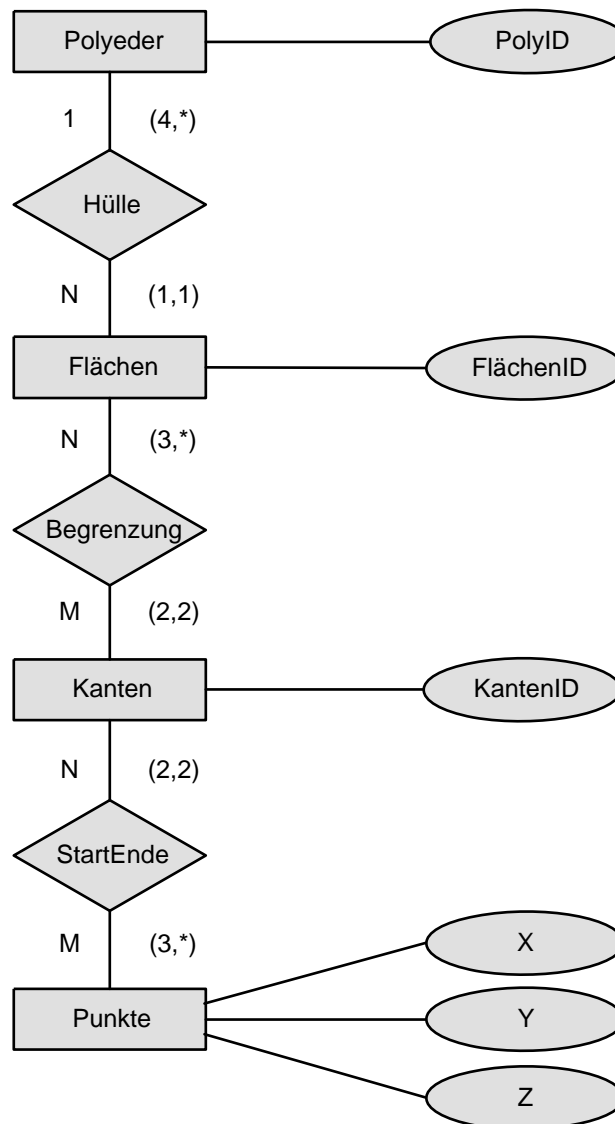 Polyeder PolyID
1 (4,*)
Hülle
N (1,1)
Flächen FlächenID
N (3,*)
Begrenzung
M (2,2)
Kanten KantenID
N (2,2)
StartEnde
M (3,*)
X
Punkte Y
Z